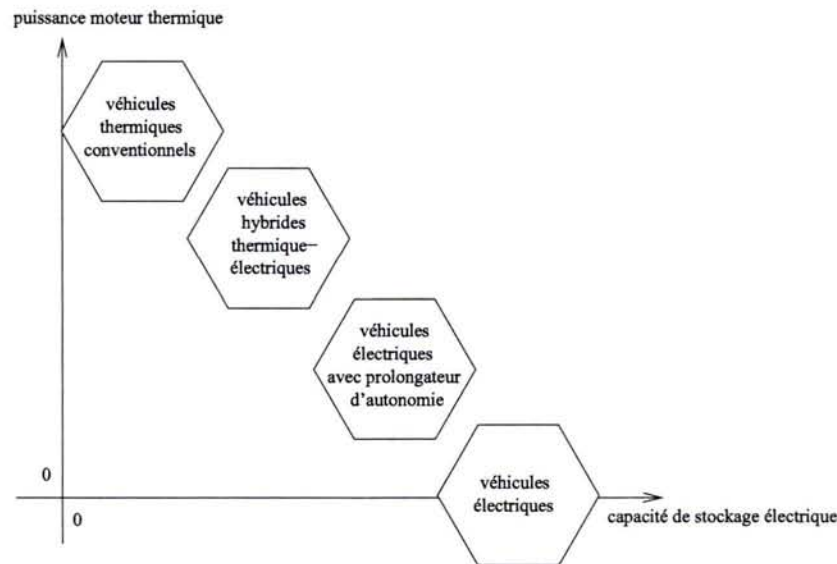 puissance moteur thermique
véhicules
thermiques
conventionnels
véhicules
hybrides
thermique−
électriques
véhicules
électriques
avec prolongateur
d’autonomie
véhicules
électriques
0
0
capacité de stockage électrique